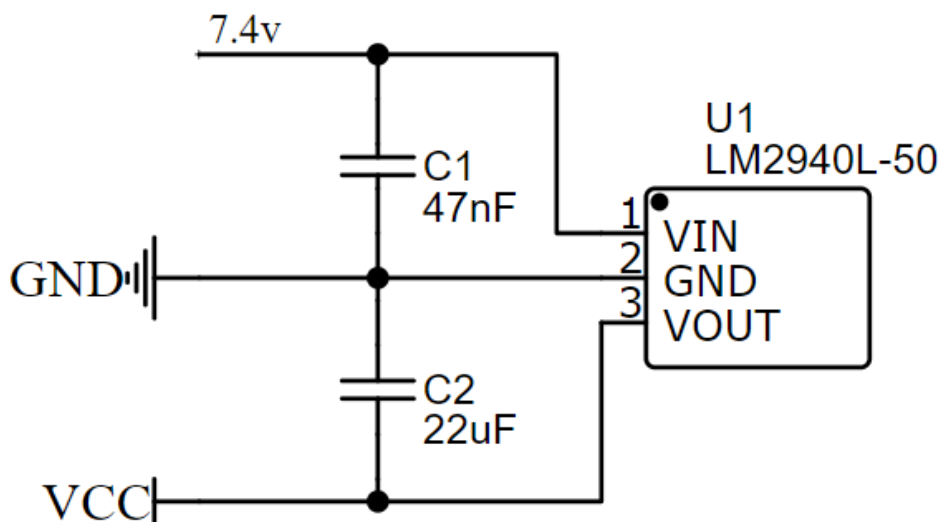 7.4v
U1
LM2940L-50
C1
47nF
1
VIN
GND
2
GND
3
VOUT
C2
22uF
VCC